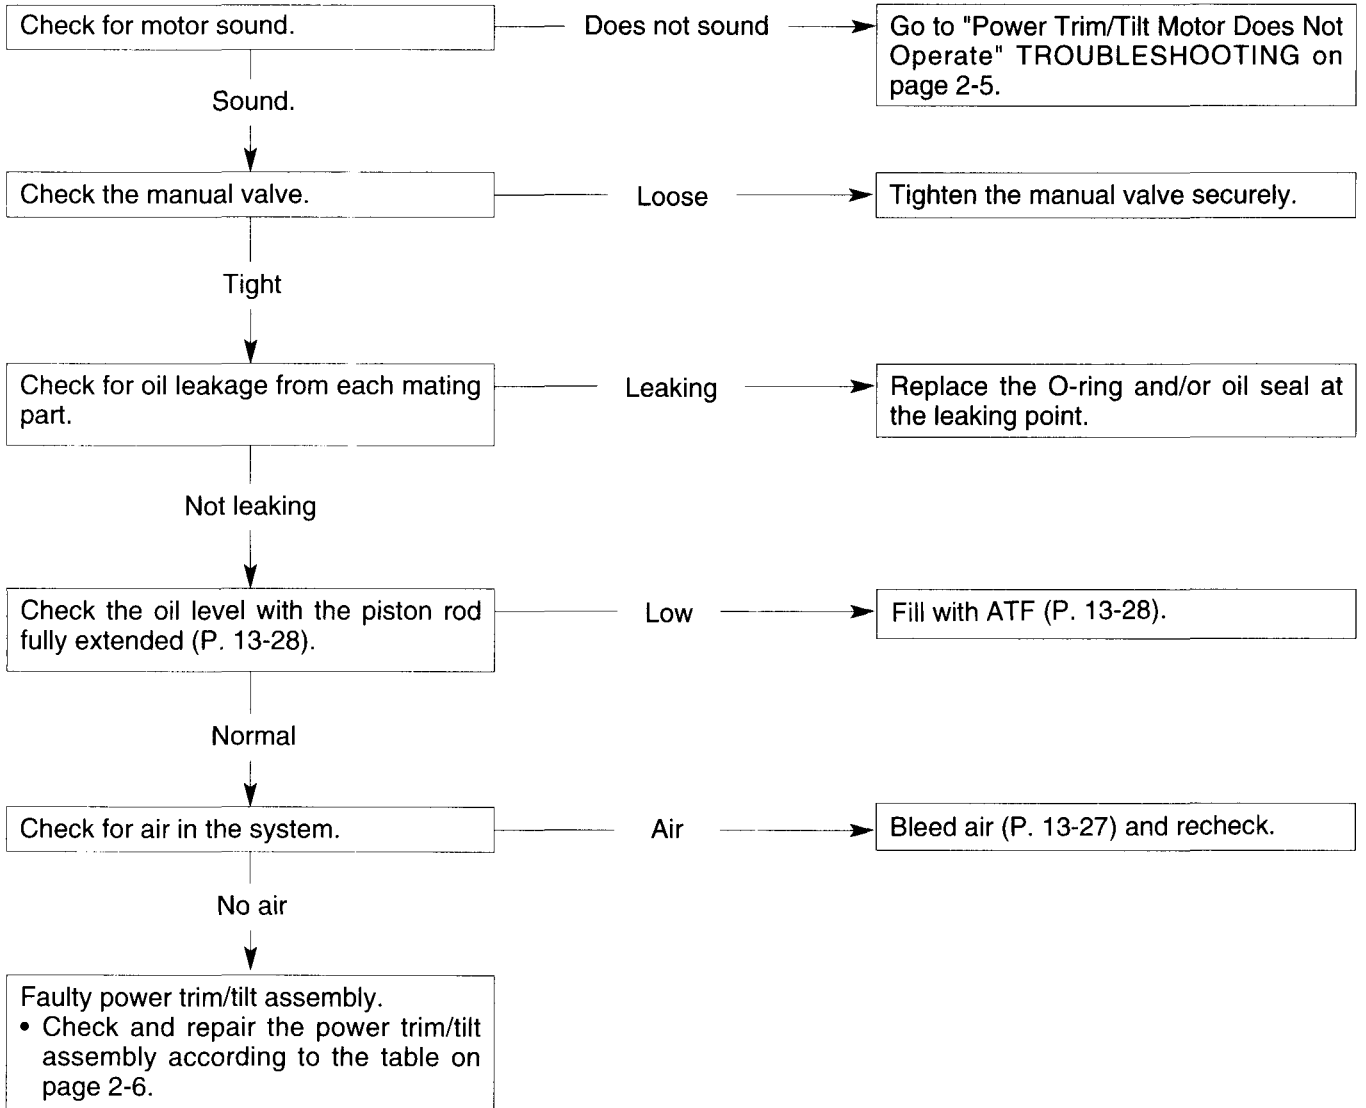 Check for motor sound.
Does not sound
Go to "Power Trim/Tilt Motor Does Not
Operate" TROUBLESHOOTING on
page 2-5.
Sound.
Check the manual valve.
Loose
Tighten the manual valve securely.
Tight
Check for oil leakage from each mating
part.
Leaking
Replace the O-ring and/or oil seal at
the leaking point.
Not leaking
Check the oil level with the piston rod
fully extended (P. 13-28).
Low
Fill with ATF (P. 13-28).
Normal
Check for air in the system.
Air
Bleed air (P. 13-27) and recheck.
No air
Faulty power trim/tilt assembly.
• Check and repair the power trim/tilt
assembly according to the table on
page 2-6.